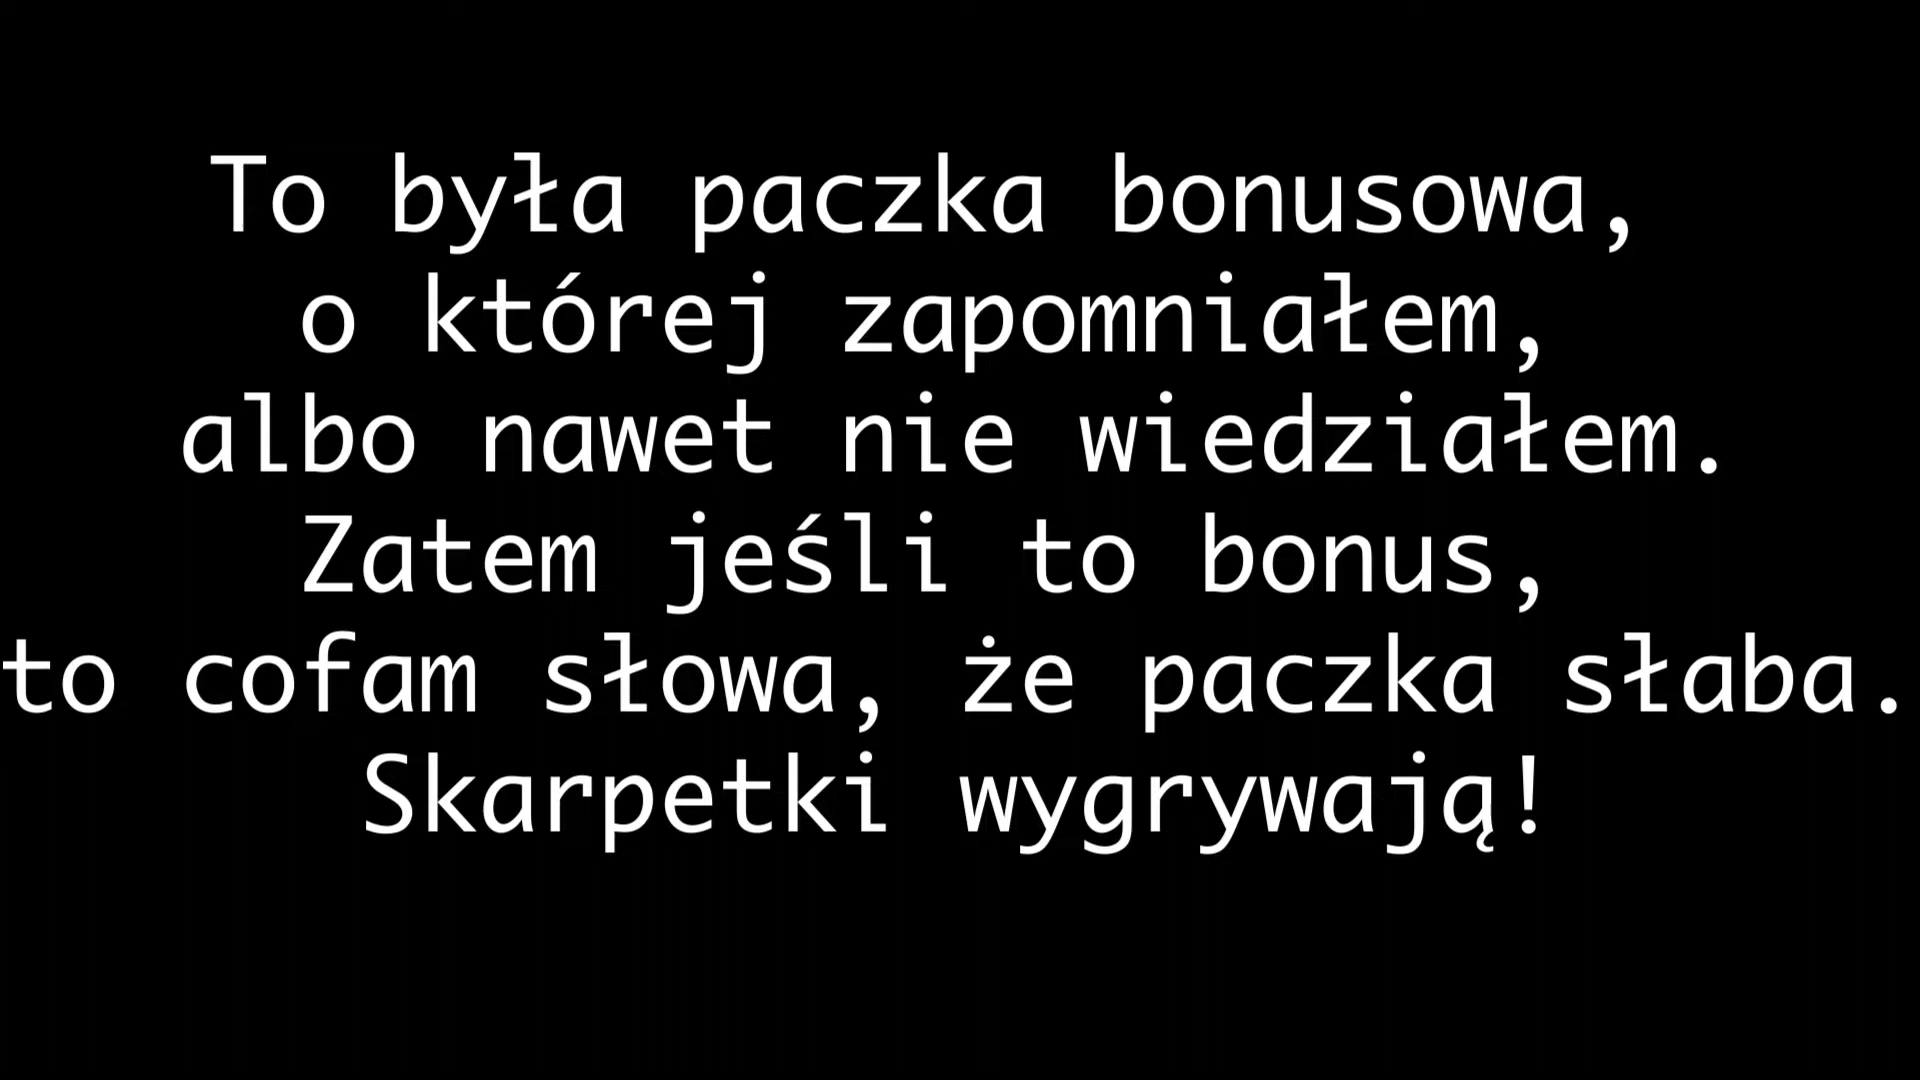 To była paczka bonusowa,
o której zapomniałem,
albo nawet nie wiedziałem.
Zatem jeśli to bonus,
to cofam słowa, że paczka słaba.
Skarpetki wygrywają!